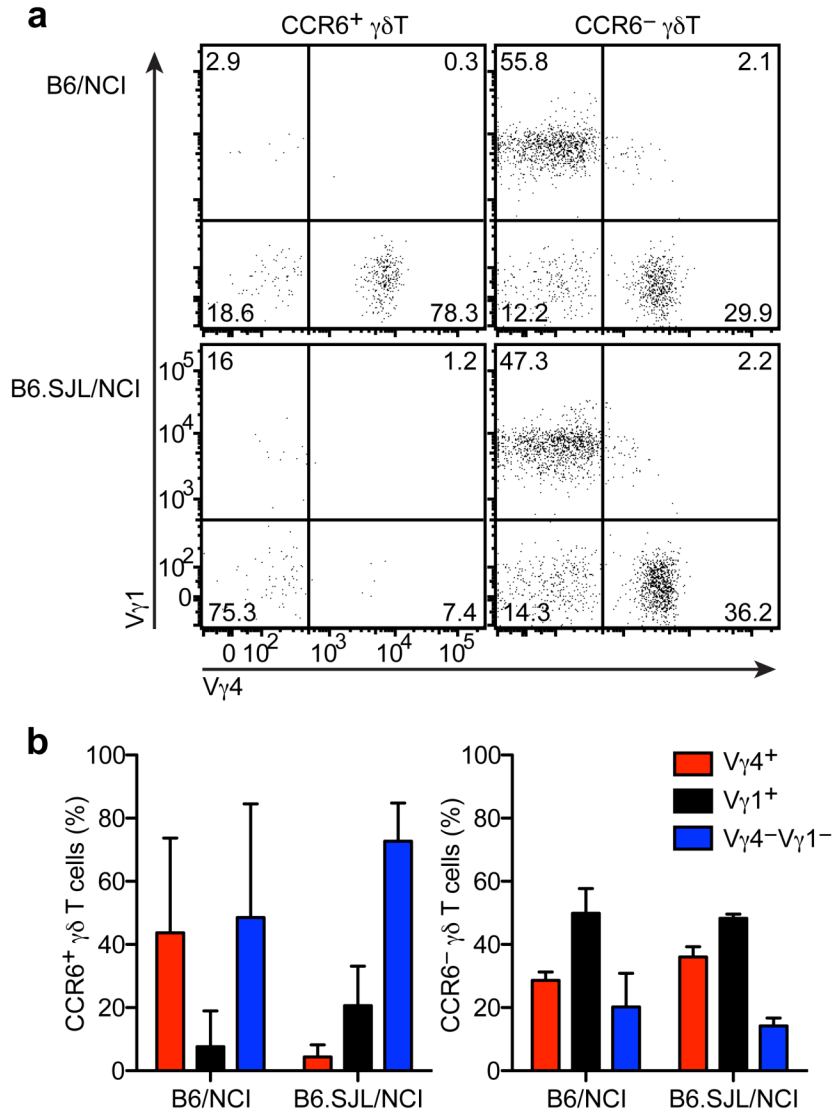 a
CCR6⁺ γδT
CCR6⁻ γδT
B6/NCI
2.9
0.3
55.8
2.1
18.6
78.3
12.2
29.9
B6.SJL/NCI
16
1.2
47.3
2.2
75.3
7.4
14.3
36.2
10⁵
10⁴
10³
10²
0
Vγ1
0 10² 10³ 10⁴ 10⁵
Vγ4
b
CCR6⁺ γδ T cells (%)
100
80
60
40
20
0
B6/NCI
B6.SJL/NCI
CCR6⁻ γδ T cells (%)
100
80
60
40
20
0
B6/NCI
B6.SJL/NCI
Vγ4⁺
Vγ1⁺
Vγ4⁻Vγ1⁻